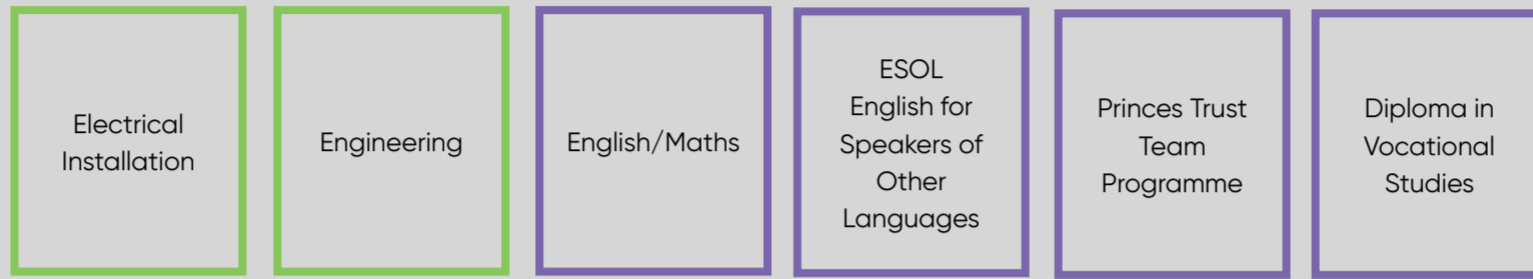 Electrical
Installation
Engineering
English/Maths
ESOL
English for
Speakers of
Other
Languages
Princes Trust
Team
Programme
Diploma in
Vocational
Studies